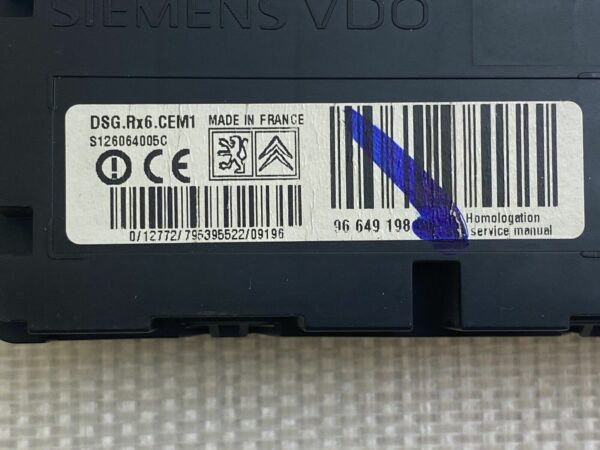 SIEMENS VDO
DSG.Rx6.CEM1 MADE IN FRANCE
S126064005C
CE
0/12772/795395522/09196
96 649 198
Homologation
service manual